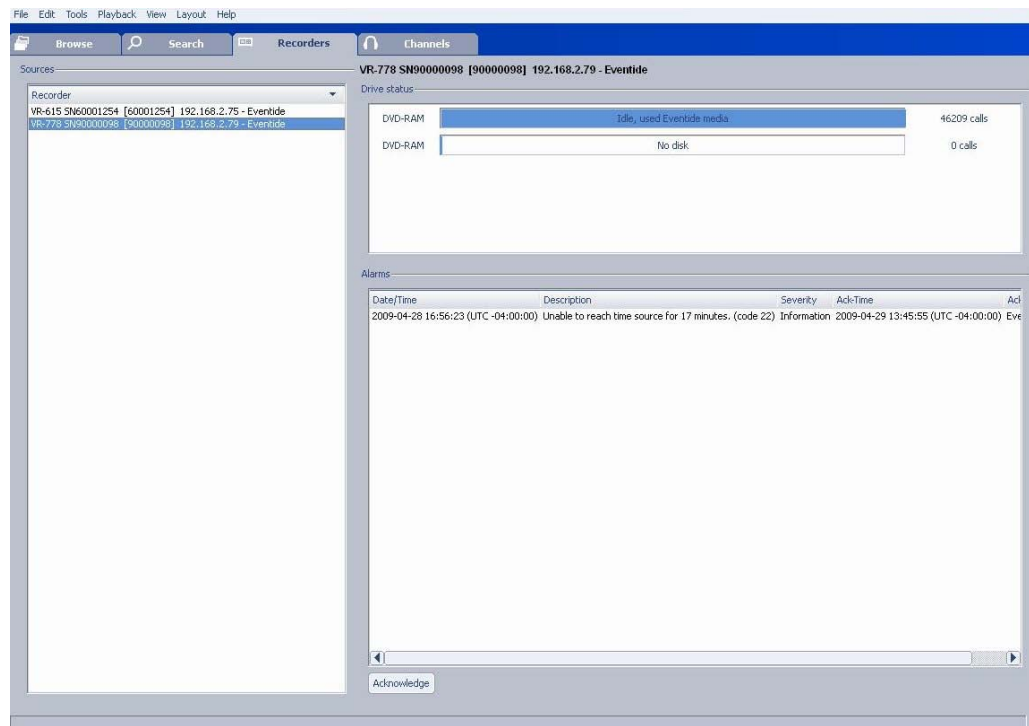 File Edit Tools Playback View Layout Help
Browse Search Recorders Channels
Sources
Recorder
VR-615 SN60001254 [60001254] 192.168.2.75 - Eventide
VR-778 SN90000098 [90000098] 192.168.2.79 - Eventide
VR-778 SN90000098 [90000098] 192.168.2.79 - Eventide
Drive status
DVD-RAM Idle, used Eventide media 46209 calls
DVD-RAM No disk 0 calls
Alarms
Date/Time Description Severity Ack-Time Ack
2009-04-28 16:56:23 (UTC -04:00:00) Unable to reach time source for 17 minutes. (code 22) Information 2009-04-29 13:45:55 (UTC -04:00:00) Eve
Acknowledge